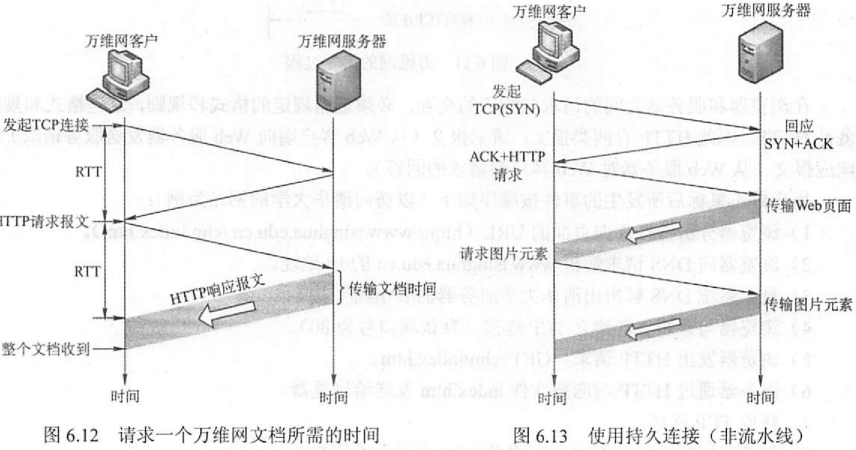 万维网客户
万维网服务器
发起TCP连接
RTT
HTTP请求报文
RTT
HTTP响应报文
传输文档时间
整个文档收到
时间
时间
图 6.12 请求一个万维网文档所需的时间
万维网客户
万维网服务器
发起
TCP(SYN)
回应
SYN+ACK
ACK+HTTP
请求
传输Web页面
请求图片元素
传输图片元素
时间
时间
图 6.13 使用持久连接（非流水线）